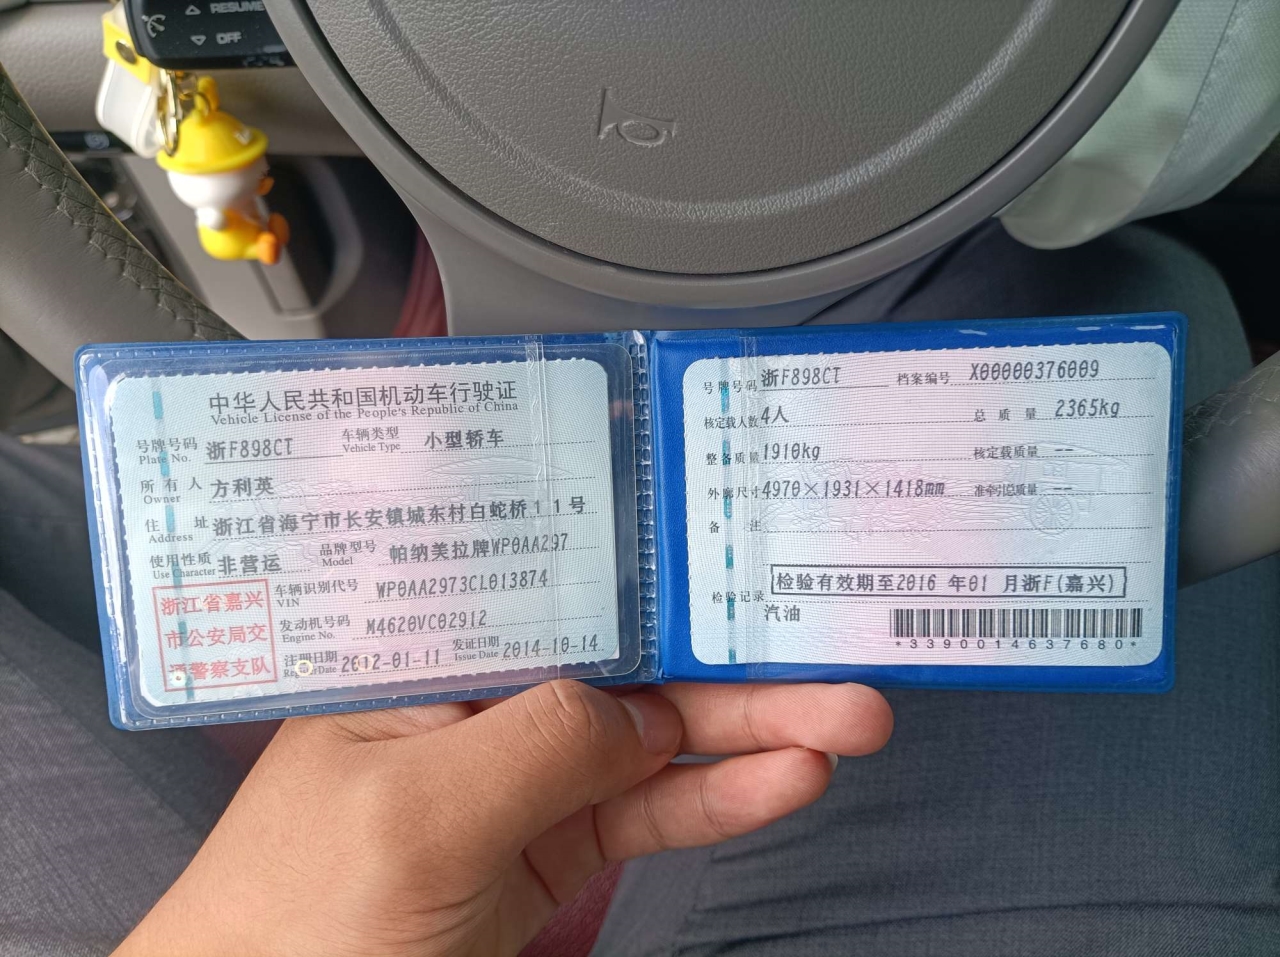 RESUME
OFF
中华人民共和国机动车行驶证
Vehicle License of the People's Republic of China
号牌号码 Plate No. 浙F898CT 车辆类型 Vehicle Type 小型轿车
所有人 Owner 方利英
住址 Address 浙江省海宁市长安镇城东村白蛇桥11号
使用性质 Use Character 非营运 品牌型号 Model 帕纳美拉牌WP0AA297
浙江省嘉兴
市公安局交
通警察支队
车辆识别代号 VIN WP0AA2973CL013874
发动机号码 Engine No. M4620VC02912
注册日期 Register Date 2012-01-11 发证日期 Issue Date 2014-10-14
号牌号码 浙F898CT 档案编号 X00000376009
核定载人数 4人 总质量 2365kg
整备质量 1910kg 核定载质量 --
外廓尺寸 4970×1931×1418mm 准牵引总质量 --
备注
检验记录 检验有效期至2016 年01 月浙F(嘉兴)
汽油
*339001463768​0*